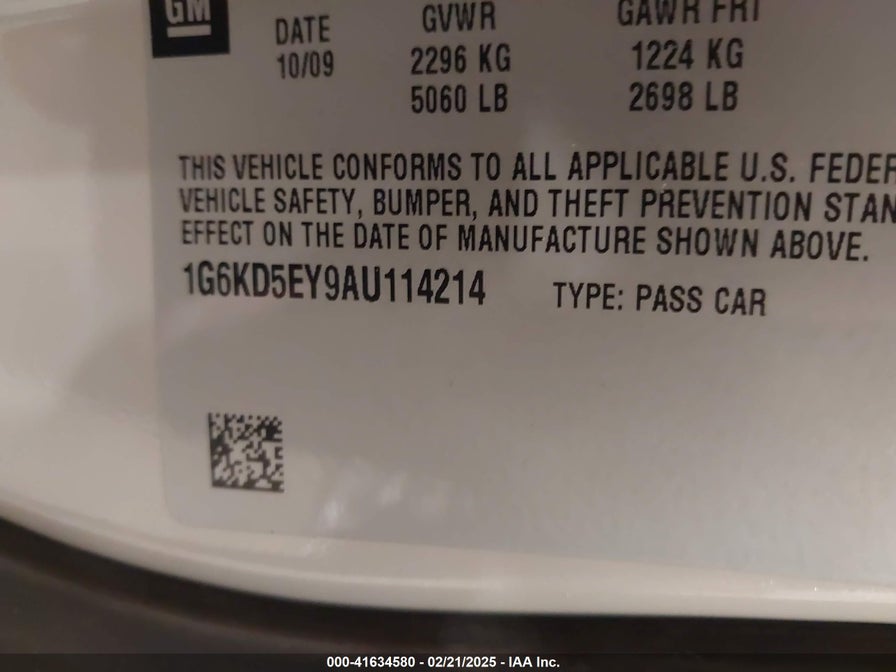 GM
DATE GVWR GAWR FRT
10/09 2296 KG 1224 KG
5060 LB 2698 LB
THIS VEHICLE CONFORMS TO ALL APPLICABLE U.S. FEDER
VEHICLE SAFETY, BUMPER, AND THEFT PREVENTION STAN
EFFECT ON THE DATE OF MANUFACTURE SHOWN ABOVE.
1G6KD5EY9AU114214 TYPE: PASS CAR
000-41634580 - 02/21/2025 - IAA Inc.